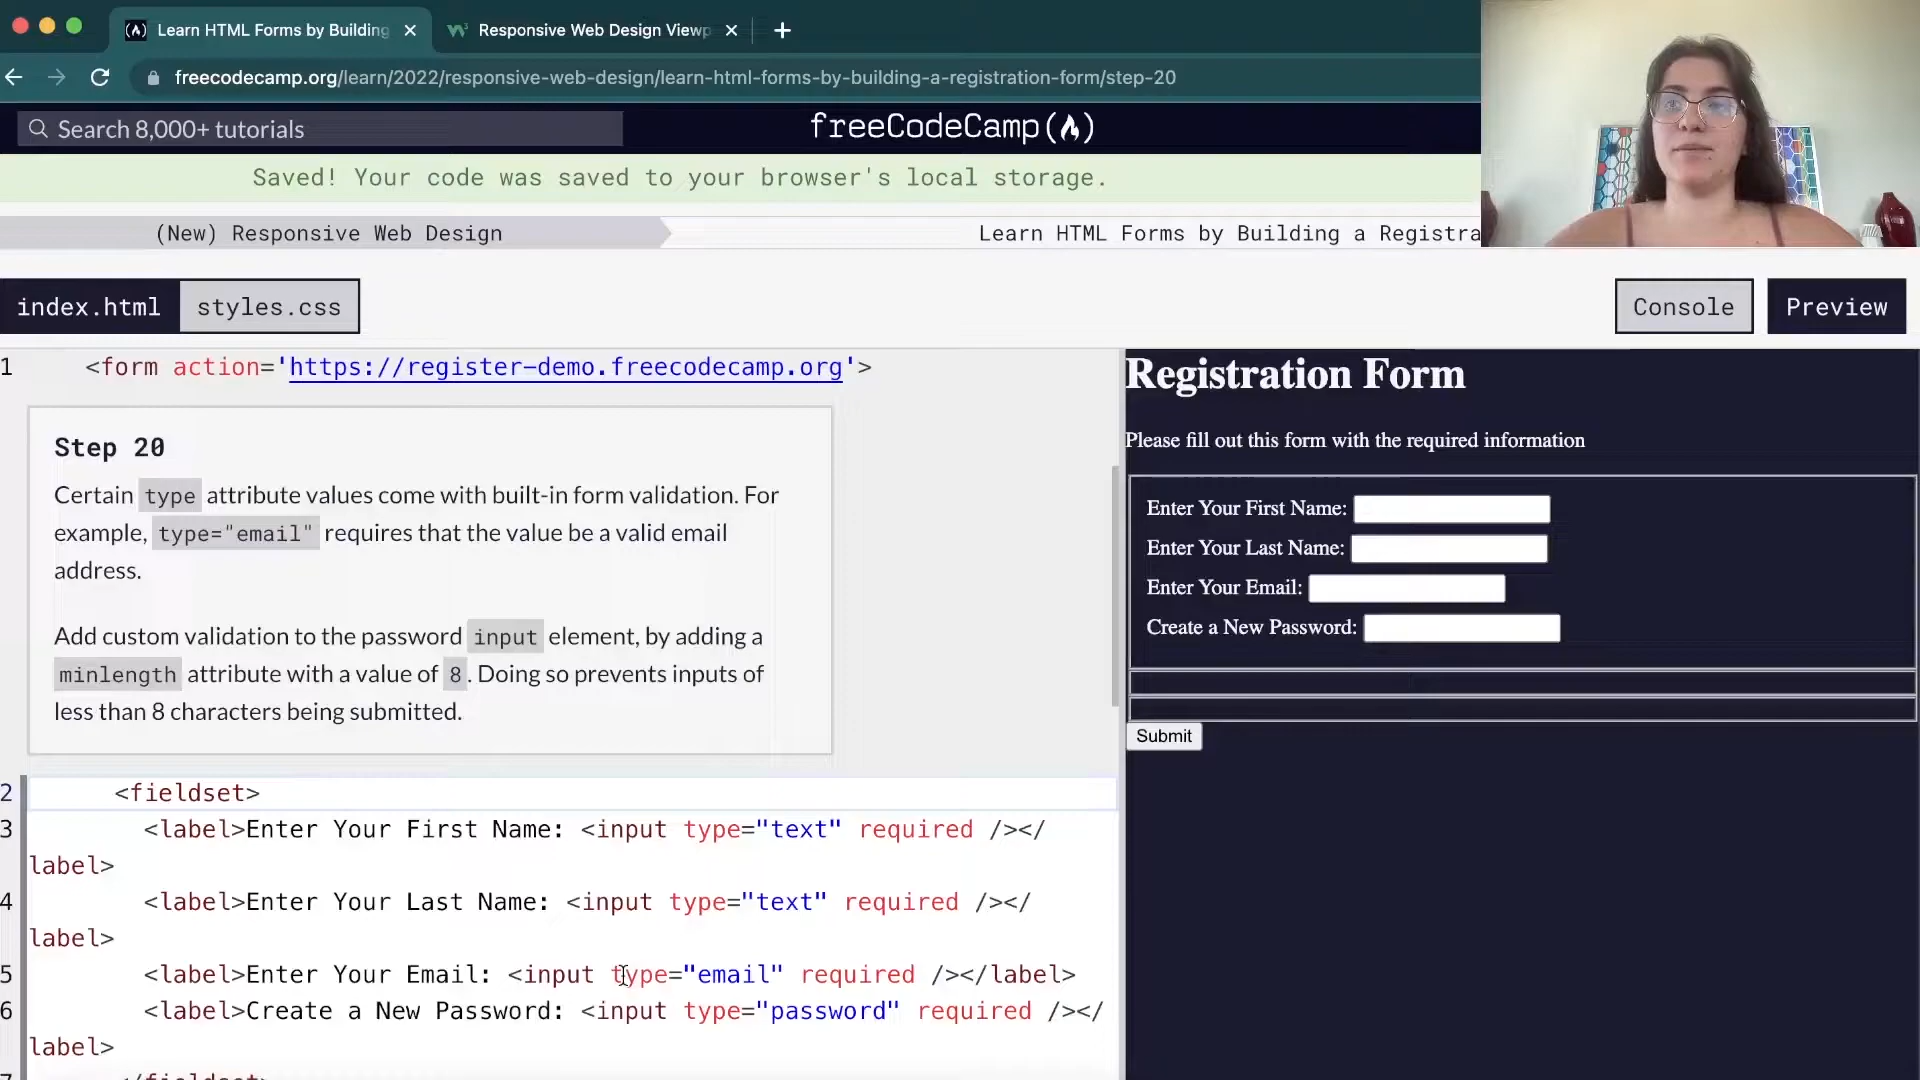 Learn HTML Forms by Building
Responsive Web Design Viewp
freecodecamp.org/learn/2022/responsive-web-design/learn-html-forms-by-building-a-registration-form/step-20
Search 8,000+ tutorials
freeCodeCamp
Saved! Your code was saved to your browser's local storage.
(New) Responsive Web Design
Learn HTML Forms by Building a Registra
index.html
styles.css
Console
Preview
1 <form action='https://register-demo.freecodecamp.org'>
Step 20
Certain type attribute values come with built-in form validation. For
example, type="email" requires that the value be a valid email
address.
Add custom validation to the password input element, by adding a
minlength attribute with a value of 8. Doing so prevents inputs of
less than 8 characters being submitted.
2 <fieldset>
3 <label>Enter Your First Name: <input type="text" required /></
label>
4 <label>Enter Your Last Name: <input type="text" required /></
label>
5 <label>Enter Your Email: <input type="email" required /></label>
6 <label>Create a New Password: <input type="password" required /></
label>
Registration Form
Please fill out this form with the required information
Enter Your First Name:
Enter Your Last Name:
Enter Your Email:
Create a New Password:
Submit